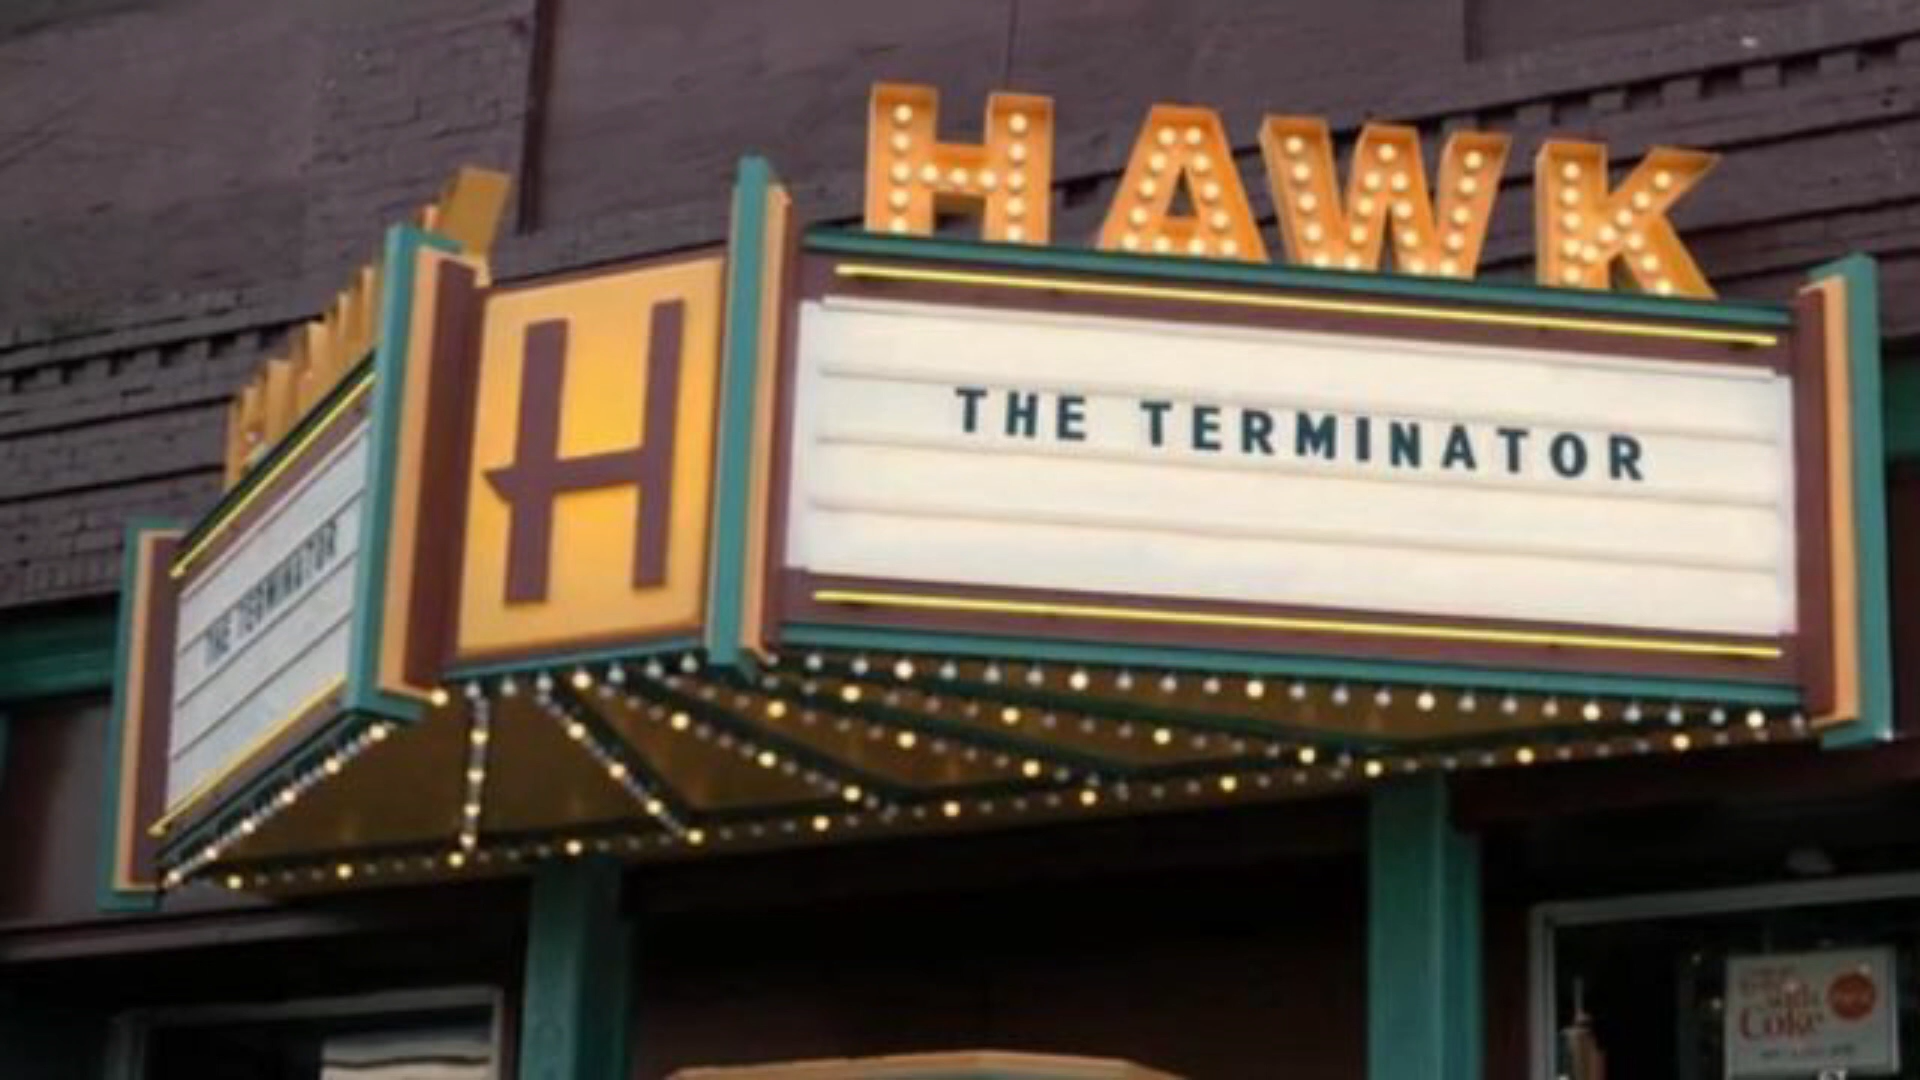 HAWK
H
THE TERMINATOR
THE TERMINATOR
Coke